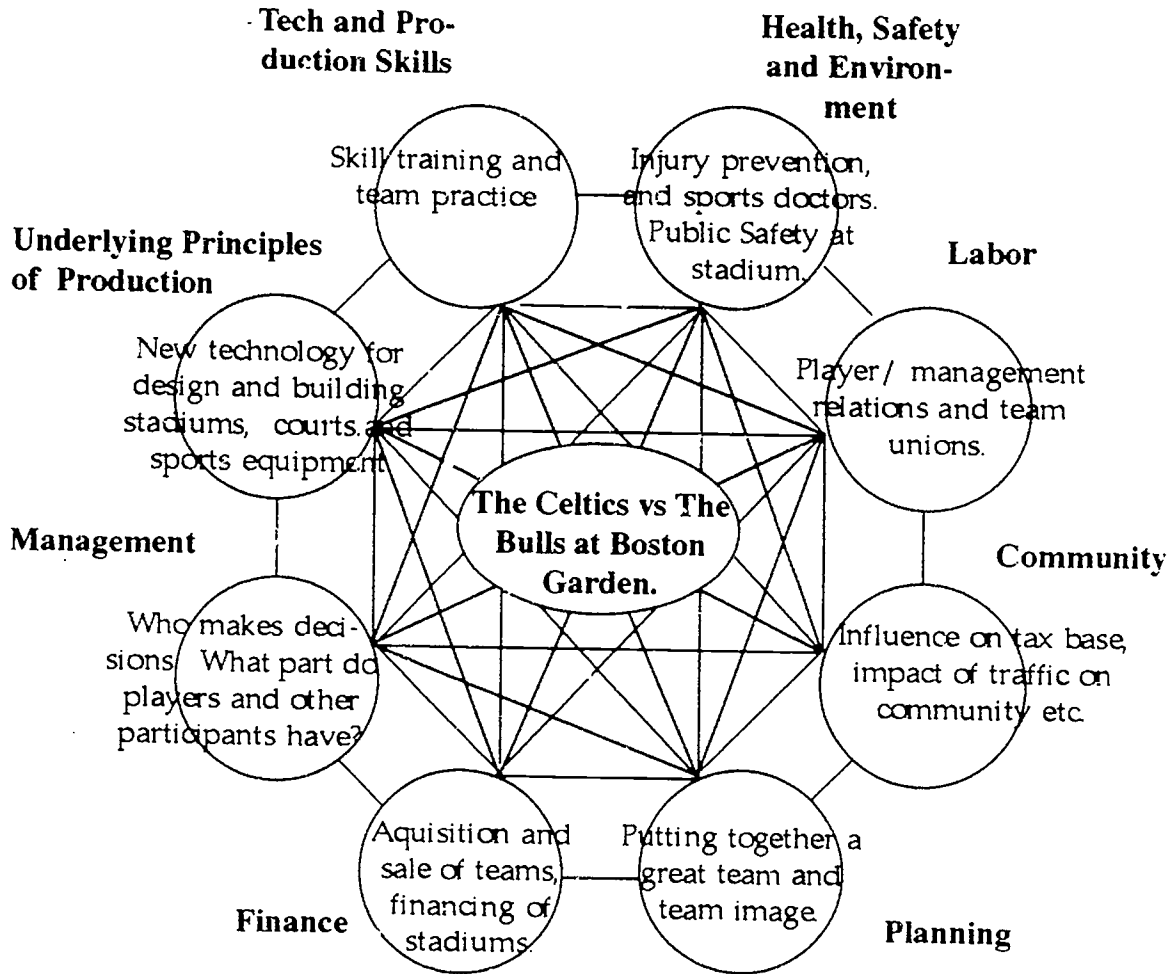 Tech and Pro-
duction Skills
Health, Safety
and Environ-
ment
Skill training and
team practice
Injury prevention,
and sports doctors.
Public Safety at
stadium.
Underlying Principles
of Production
Labor
New technology for
design and building
stadiums, courts.and
sports equipment
Player/ management
relations and team
unions.
The Celtics vs The
Bulls at Boston
Garden.
Management
Community
Who makes deci-
sions What part do
players and other
participants have?
Influence on tax base,
impact of traffic on
community etc.
Aquisition and
sale of teams,
financing of
stadiums.
Putting together a
great team and
team image.
Finance
Planning